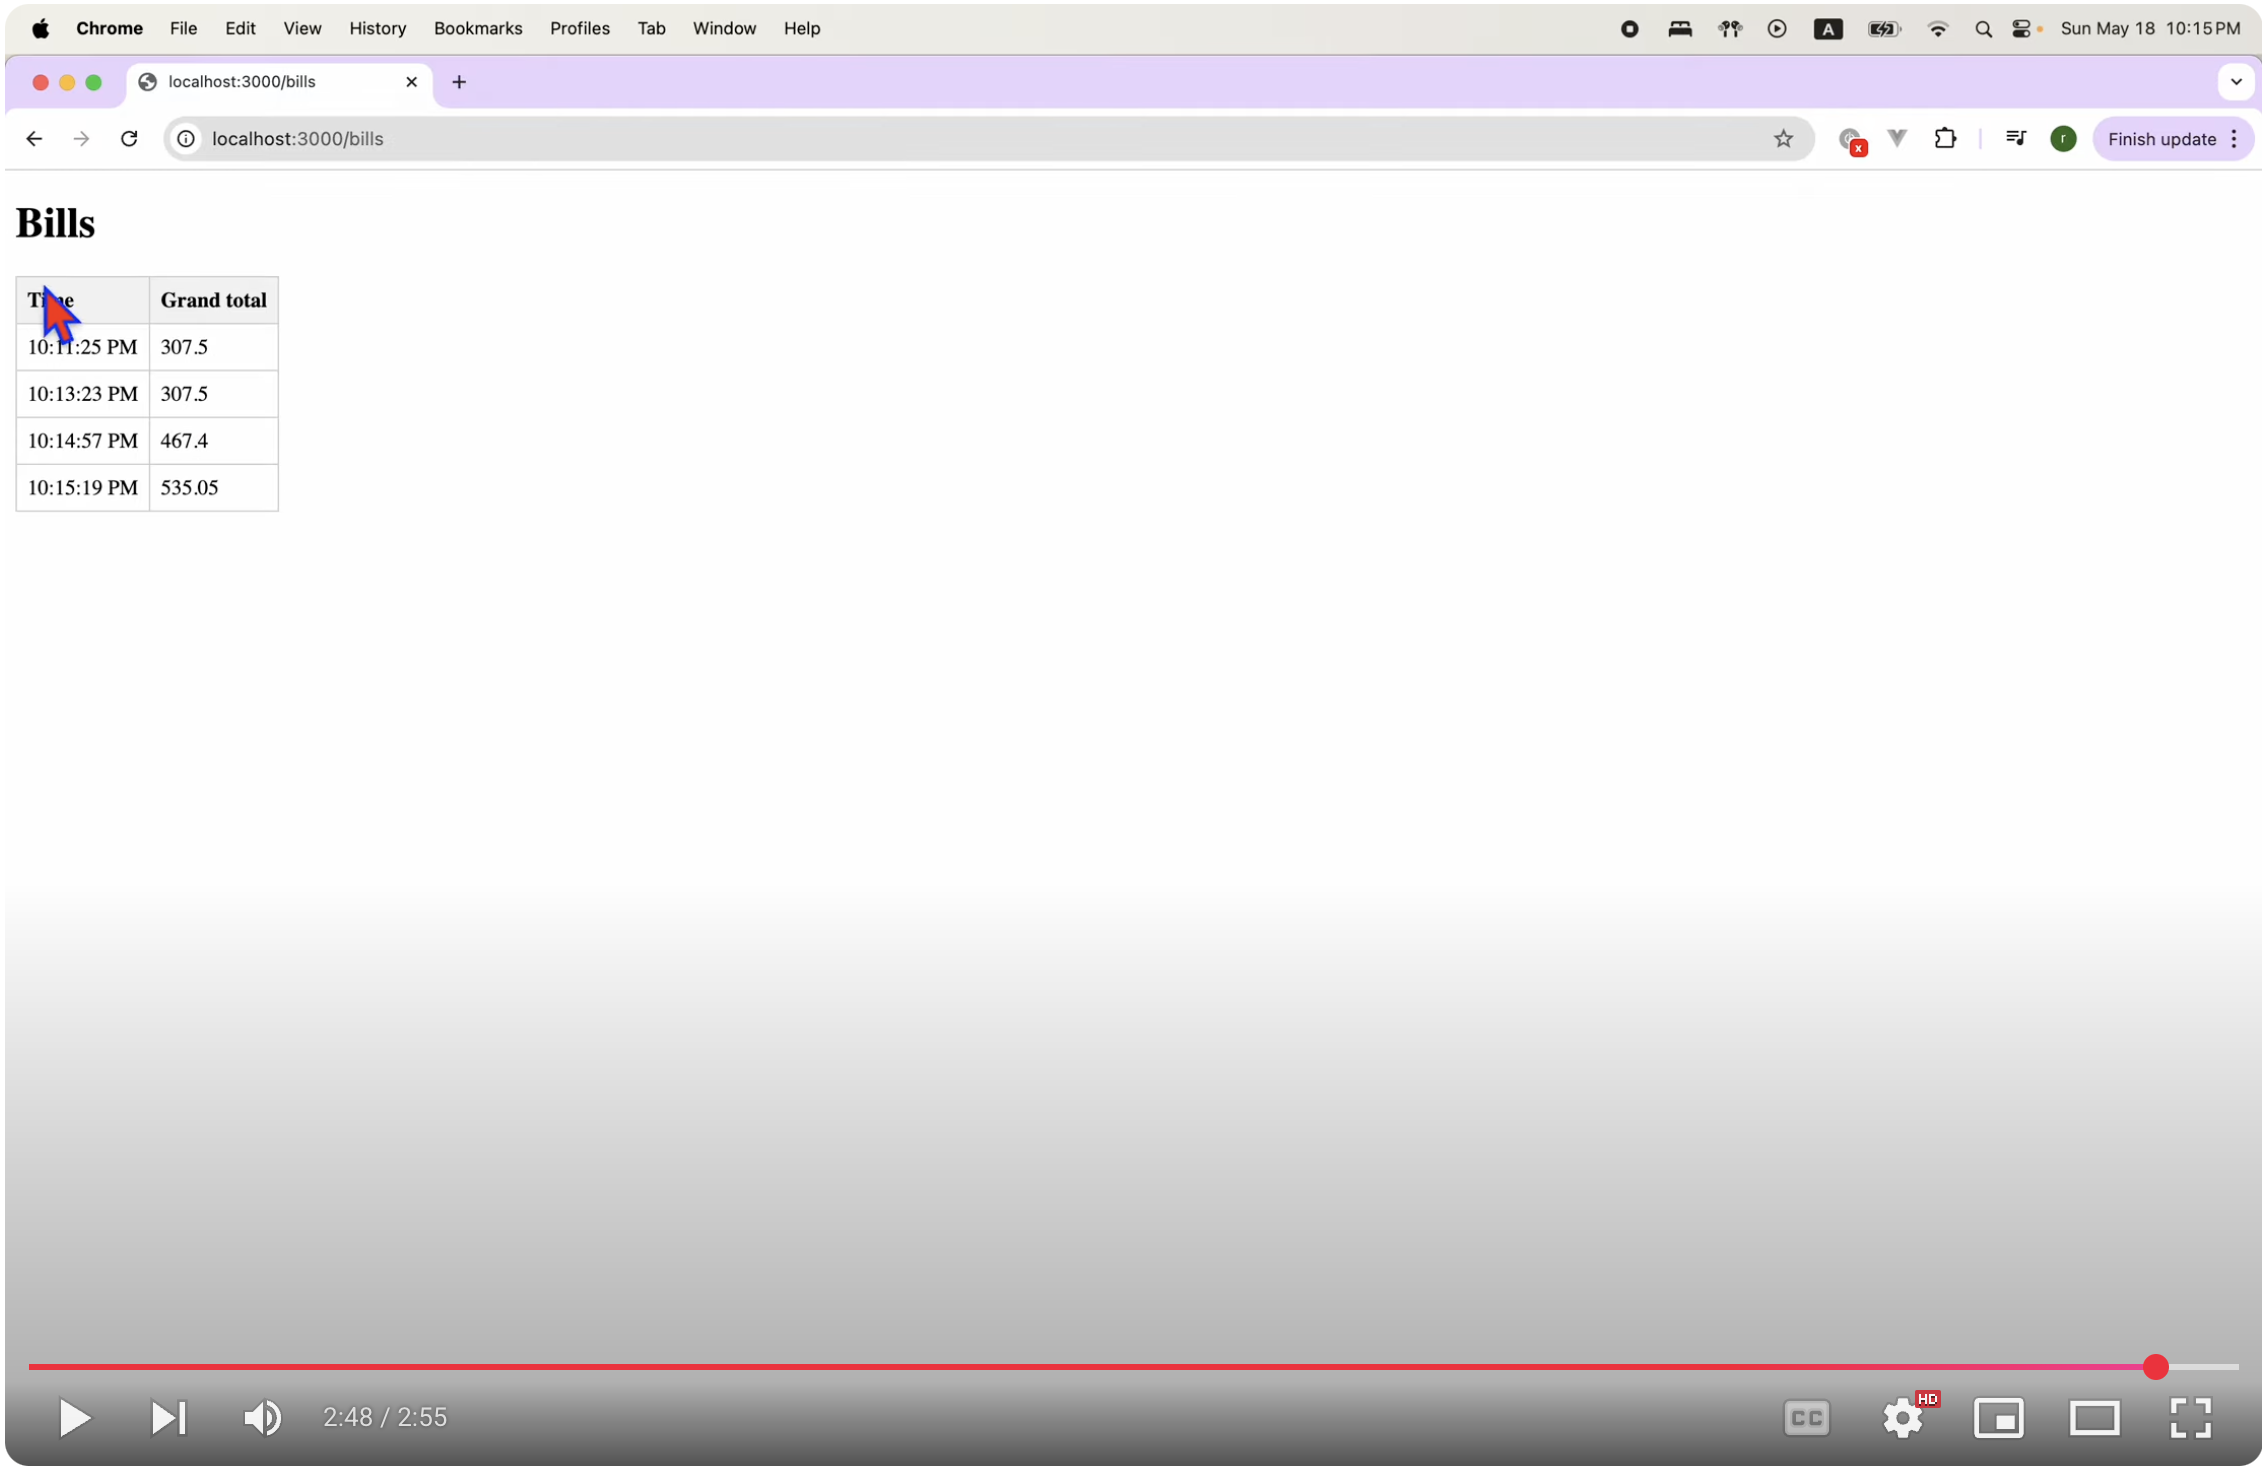 Chrome File Edit View History Bookmarks Profiles Tab Window Help A Sun May 18 10:15 PM
localhost:3000/bills
localhost:3000/bills x r Finish update
Bills
Time Grand total
10:11:25 PM 307.5
10:13:23 PM 307.5
10:14:57 PM 467.4
10:15:19 PM 535.05
2:48 / 2:55 CC HD